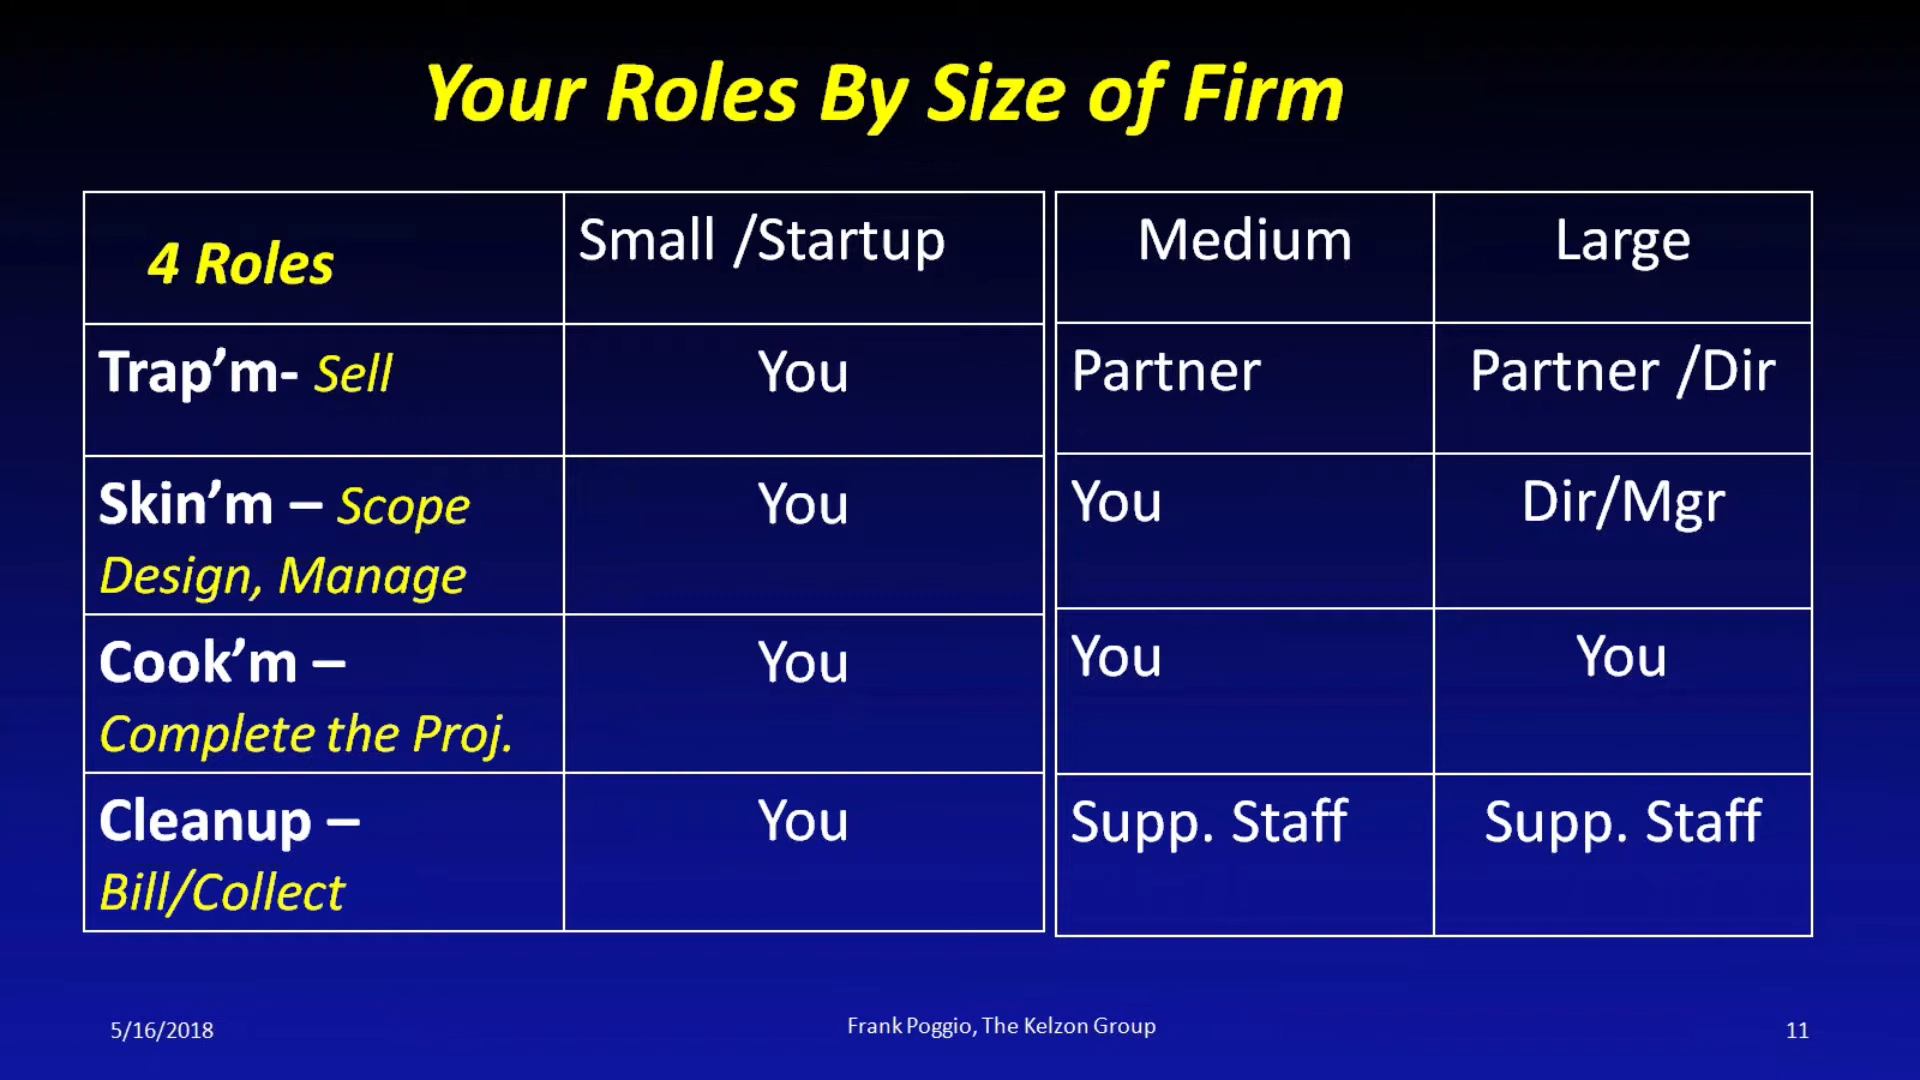 Your Roles By Size of Firm
4 Roles
Small /Startup
Medium
Large
Trap’m- Sell
You
Partner
Partner /Dir
Skin’m – Scope
Design, Manage
You
You
Dir/Mgr
Cook’m –
Complete the Proj.
You
You
You
Cleanup –
Bill/Collect
You
Supp. Staff
Supp. Staff
5/16/2018
Frank Poggio, The Kelzon Group
11